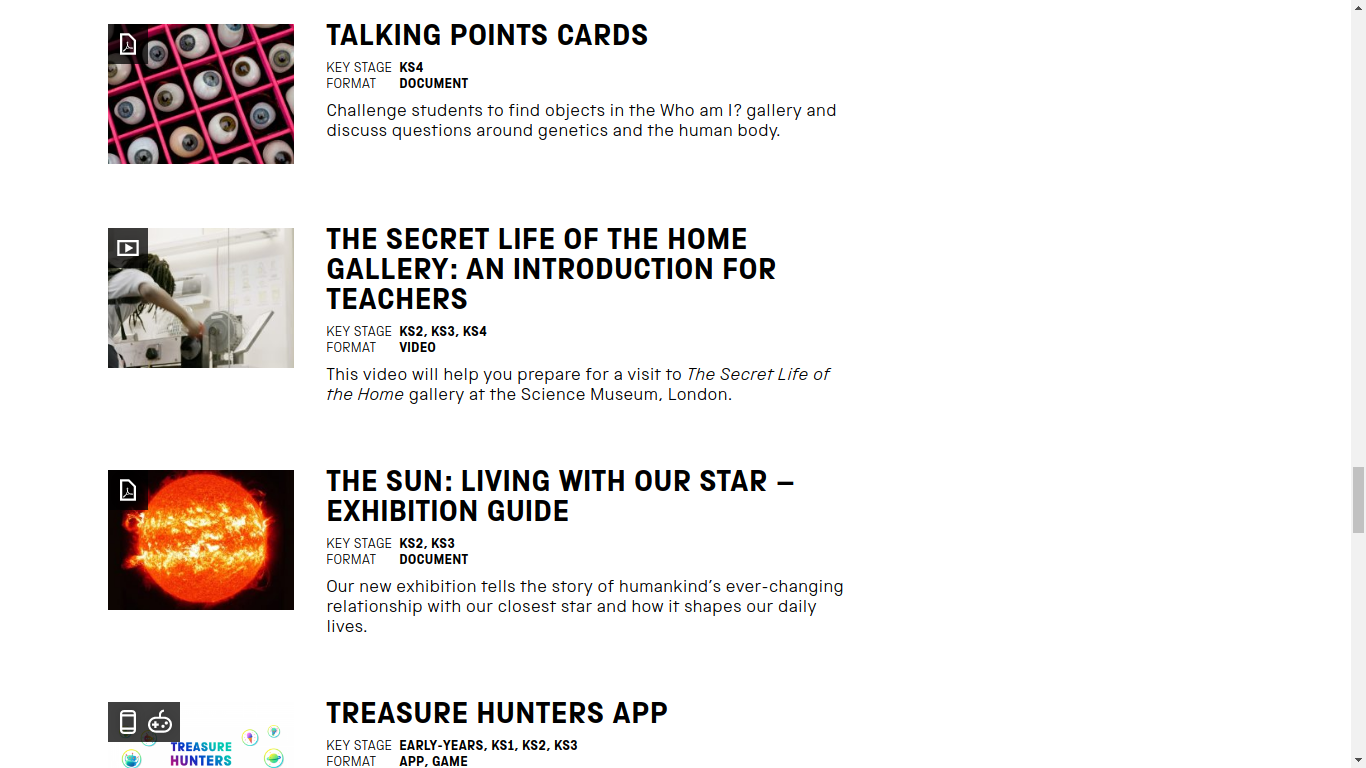 TALKING POINTS CARDS
KEY STAGE KS4
FORMAT DOCUMENT
Challenge students to find objects in the Who am I? gallery and
discuss questions around genetics and the human body.
THE SECRET LIFE OF THE HOME
GALLERY: AN INTRODUCTION FOR
TEACHERS
KEY STAGE KS2, KS3, KS4
FORMAT VIDEO
This video will help you prepare for a visit to The Secret Life of
the Home gallery at the Science Museum, London.
THE SUN: LIVING WITH OUR STAR –
EXHIBITION GUIDE
KEY STAGE KS2, KS3
FORMAT DOCUMENT
Our new exhibition tells the story of humankind’s ever-changing
relationship with our closest star and how it shapes our daily
lives.
TREASURE
HUNTERS
TREASURE HUNTERS APP
KEY STAGE EARLY-YEARS, KS1, KS2, KS3
FORMAT APP, GAME